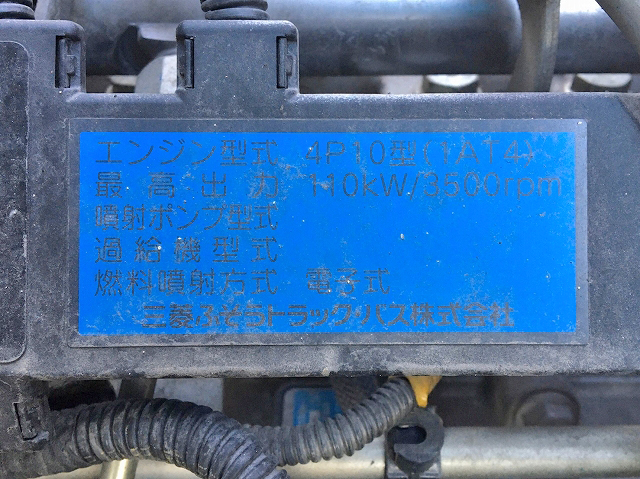 エンジン型式 4P10型(1AT4)
最高出力 110kW/3500rpm
噴射ポンプ型式
過給機型式
燃料噴射方式 電子式
三菱ふそうトラック・バス株式会社